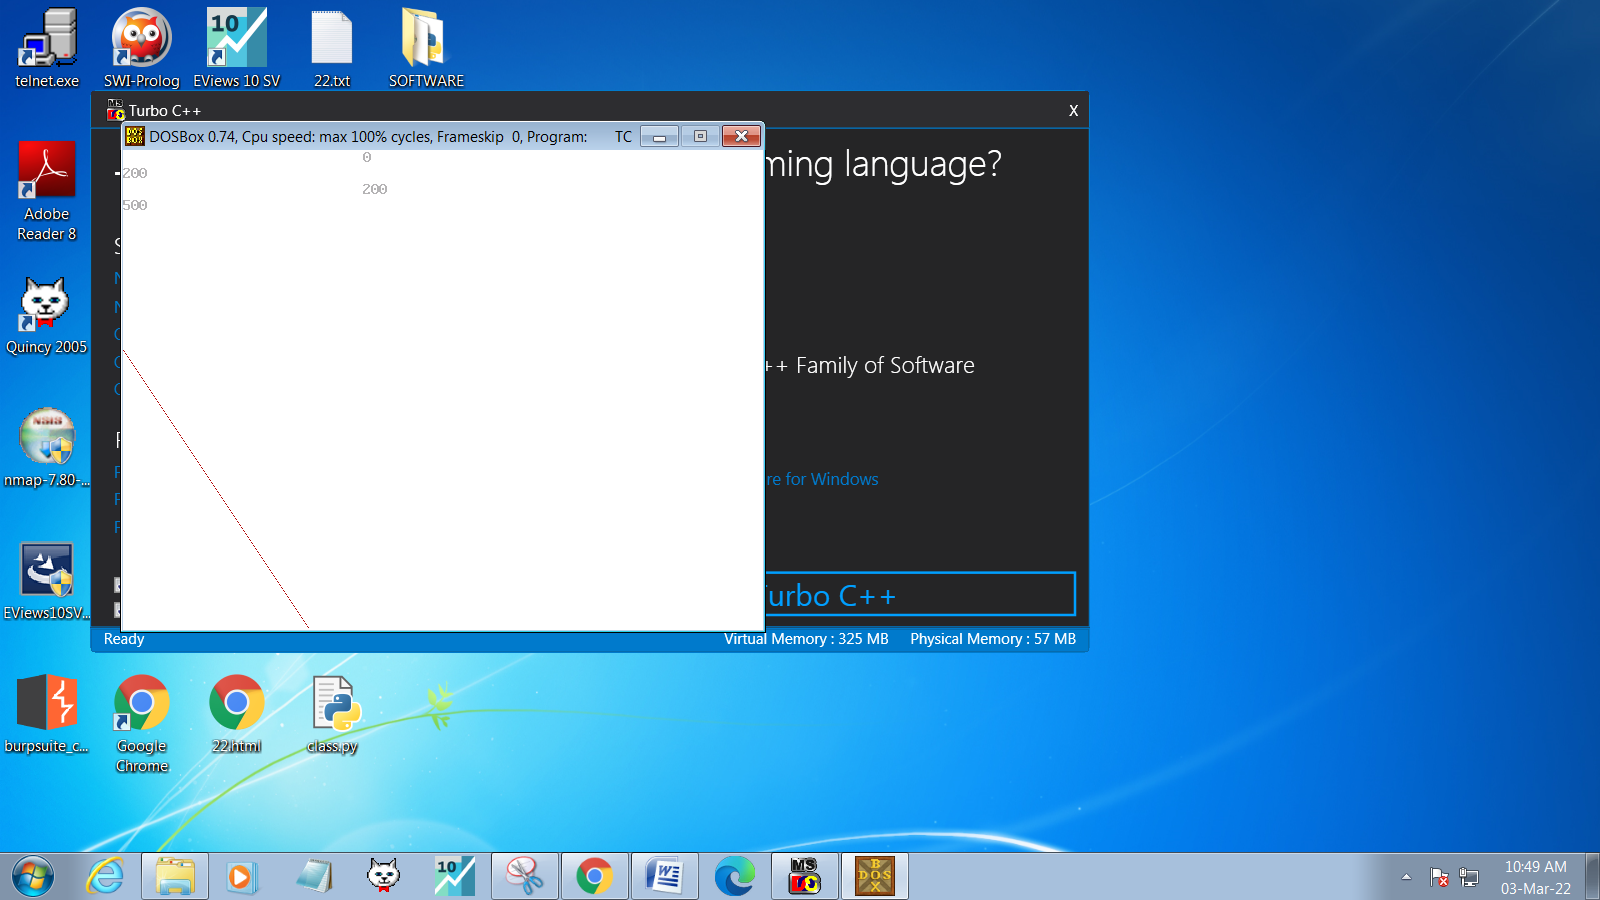 telnet.exe
SWI-Prolog
EViews 10 SV
22.txt
SOFTWARE
Turbo C++
X
DOSBox 0.74, Cpu speed: max 100% cycles, Frameskip 0, Program: TC
0
-200
200
500
ming language?
Adobe
Reader 8
Quincy 2005
++ Family of Software
nmap-7.80-...
re for Windows
EViews10SV...
Turbo C++
Ready
Virtual Memory : 325 MB
Physical Memory : 57 MB
burpsuite_c...
Google
Chrome
22.html
class.py
10:49 AM
03-Mar-22